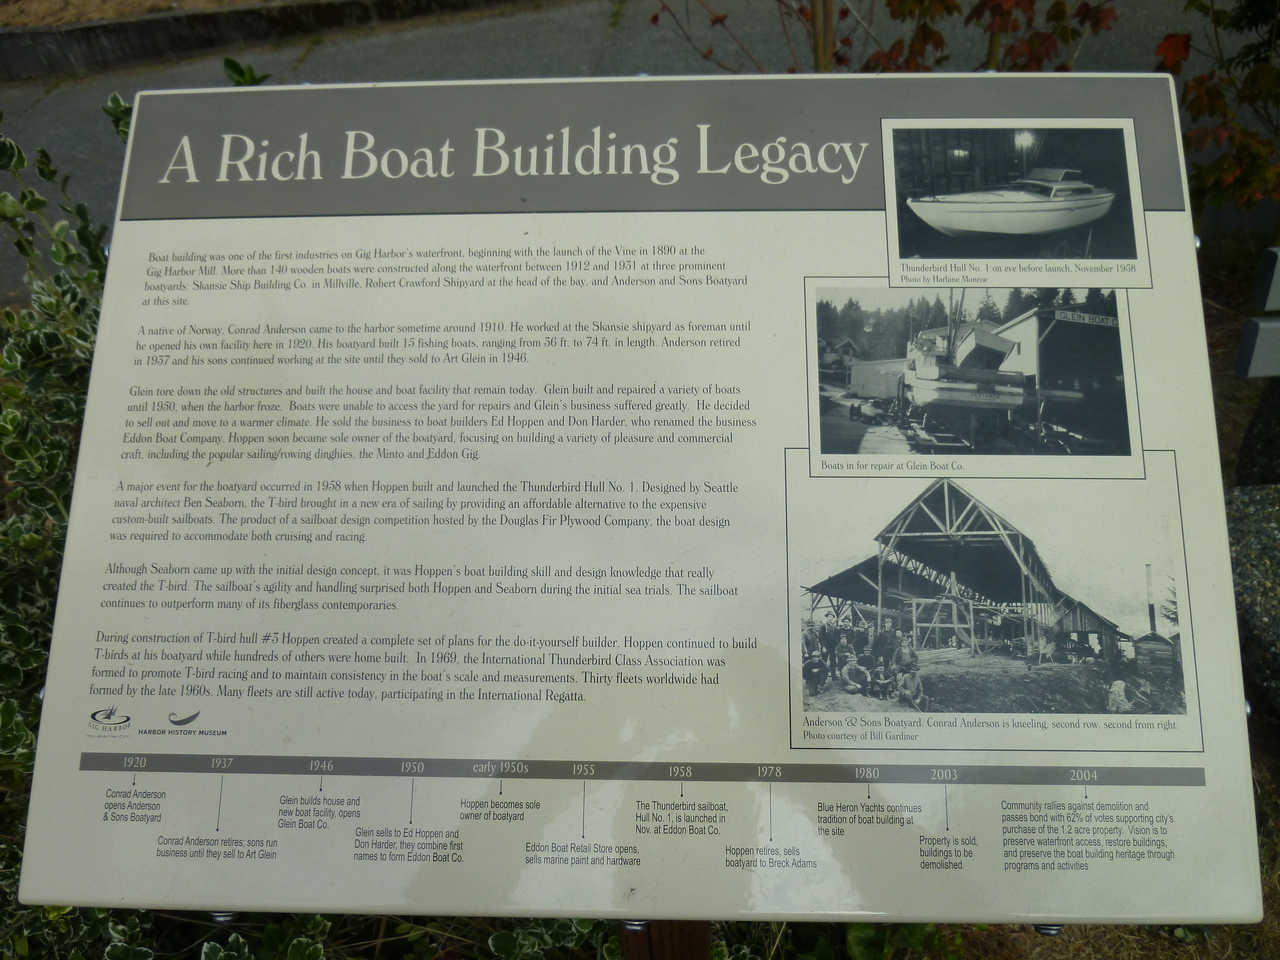 A Rich Boat Building Legacy
Boat building was one of the first industries on Gig Harbor's waterfront, beginning with the launch of the Vine in 1890 at the
Gig Harbor Mill. More than 140 wooden boats were constructed along the waterfront between 1912 and 1931 at three prominent
boatyards: Skansie Ship Building Co. in Millville, Robert Crawford Shipyard at the head of the bay, and Anderson and Sons Boatyard
at this site.
A native of Norway, Conrad Anderson came to the harbor sometime around 1910. He worked at the Skansie shipyard as foreman until
he opened his own facility here in 1920. His boatyard built 15 fishing boats, ranging from 36 ft. to 74 ft. in length. Anderson retired
in 1937 and his sons continued working at the site until they sold to Art Glein in 1946.
Glein tore down the old structures and built the house and boat facility that remain today. Glein built and repaired a variety of boats
until 1950, when the harbor froze. Boats were unable to access the yard for repairs and Glein's business suffered greatly. He decided
to sell out and move to a warmer climate. He sold the business to boat builders Ed Hoppen and Don Harder, who renamed the business
Eddon Boat Company. Hoppen soon became sole owner of the boatyard, focusing on building a variety of pleasure and commercial
craft, including the popular sailing/rowing dinghies, the Minto and Eddon Gig.
A major event for the boatyard occurred in 1958 when Hoppen built and launched the Thunderbird Hull No. 1. Designed by Seattle
naval architect Ben Seaborn, the T-bird brought in a new era of sailing by providing an affordable alternative to the expensive
custom-built sailboats. The product of a sailboat design competition hosted by the Douglas Fir Plywood Company, the boat design
was required to accommodate both cruising and racing.
Although Seaborn came up with the initial design concept, it was Hoppen's boat building skill and design knowledge that really
created the T-bird. The sailboat's agility and handling surprised both Hoppen and Seaborn during the initial sea trials. The sailboat
continues to outperform many of its fiberglass contemporaries.
During construction of T-bird hull #3 Hoppen created a complete set of plans for the do-it-yourself builder. Hoppen continued to build
T-birds at his boatyard while hundreds of others were home built. In 1969, the International Thunderbird Class Association was
formed to promote T-bird racing and to maintain consistency in the boat's scale and measurements. Thirty fleets worldwide had
formed by the late 1960s. Many fleets are still active today, participating in the International Regatta.
Thunderbird Hull No. 1 on eve before launch, November 1958
Photo by Harbine Monroe
GLEIN BOAT C
Boats in for repair at Glein Boat Co.
Anderson & Sons Boatyard. Conrad Anderson is kneeling, second row, second from right.
Photo courtesy of Bill Gardiner
GIG HARBOR
HARBOR HISTORY MUSEUM
1920
Conrad Anderson
opens Anderson
& Sons Boatyard
1937
Conrad Anderson retires; sons run
business until they sell to Art Glein
1946
Glein builds house and
new boat facility, opens
Glein Boat Co.
1950
Glein sells to Ed Hoppen and
Don Harder, they combine first
names to form Eddon Boat Co.
early 1950s
Hoppen becomes sole
owner of boatyard
1955
Eddon Boat Retail Store opens,
sells marine paint and hardware
1958
The Thunderbird sailboat,
Hull No. 1, is launched in
Nov. at Eddon Boat Co.
1978
Hoppen retires, sells
boatyard to Breck Adams
1980
Blue Heron Yachts continues
tradition of boat building at
the site
2003
Property is sold,
buildings to be
demolished
2004
Community rallies against demolition and
passes bond with 62% of votes supporting city's
purchase of the 1.2 acre property. Vision is to
preserve waterfront access, restore buildings,
and preserve the boat building heritage through
programs and activities